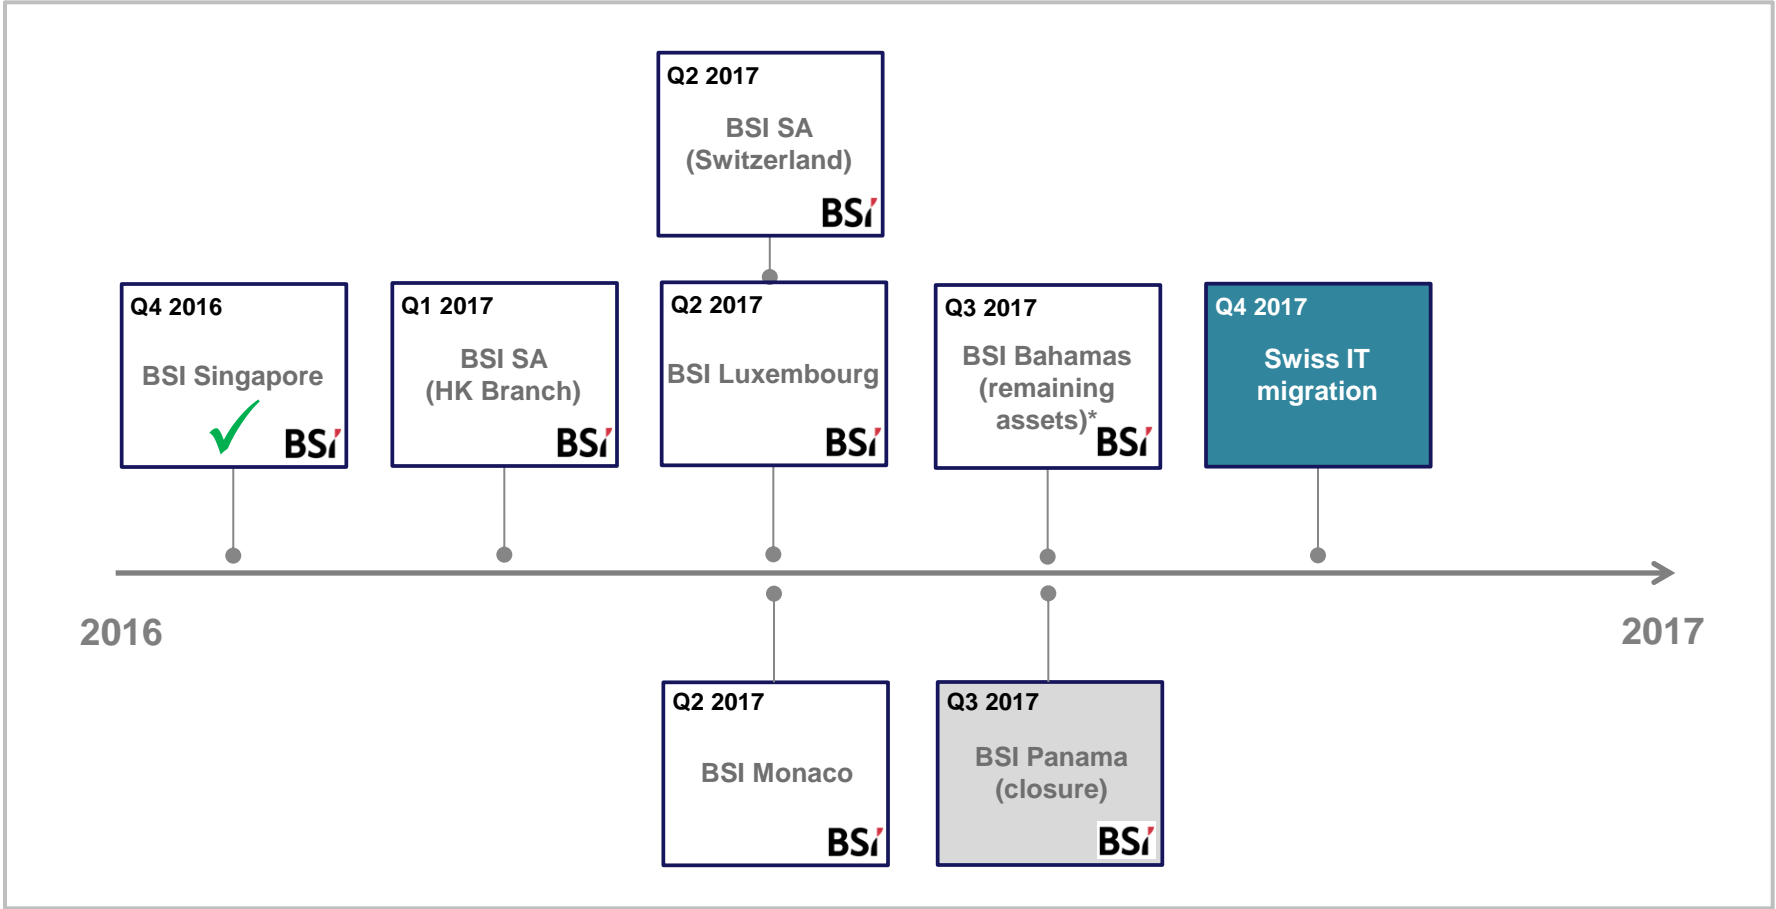 Q2 2017
BSI SA
(Switzerland)
BSI
Q4 2016
BSI Singapore
BSI
Q1 2017
BSI SA
(HK Branch)
BSI
Q2 2017
BSI Luxembourg
BSI
Q3 2017
BSI Bahamas
(remaining
assets)*
BSI
Q4 2017
Swiss IT
migration
2016
2017
Q2 2017
BSI Monaco
BSI
Q3 2017
BSI Panama
(closure)
BSI